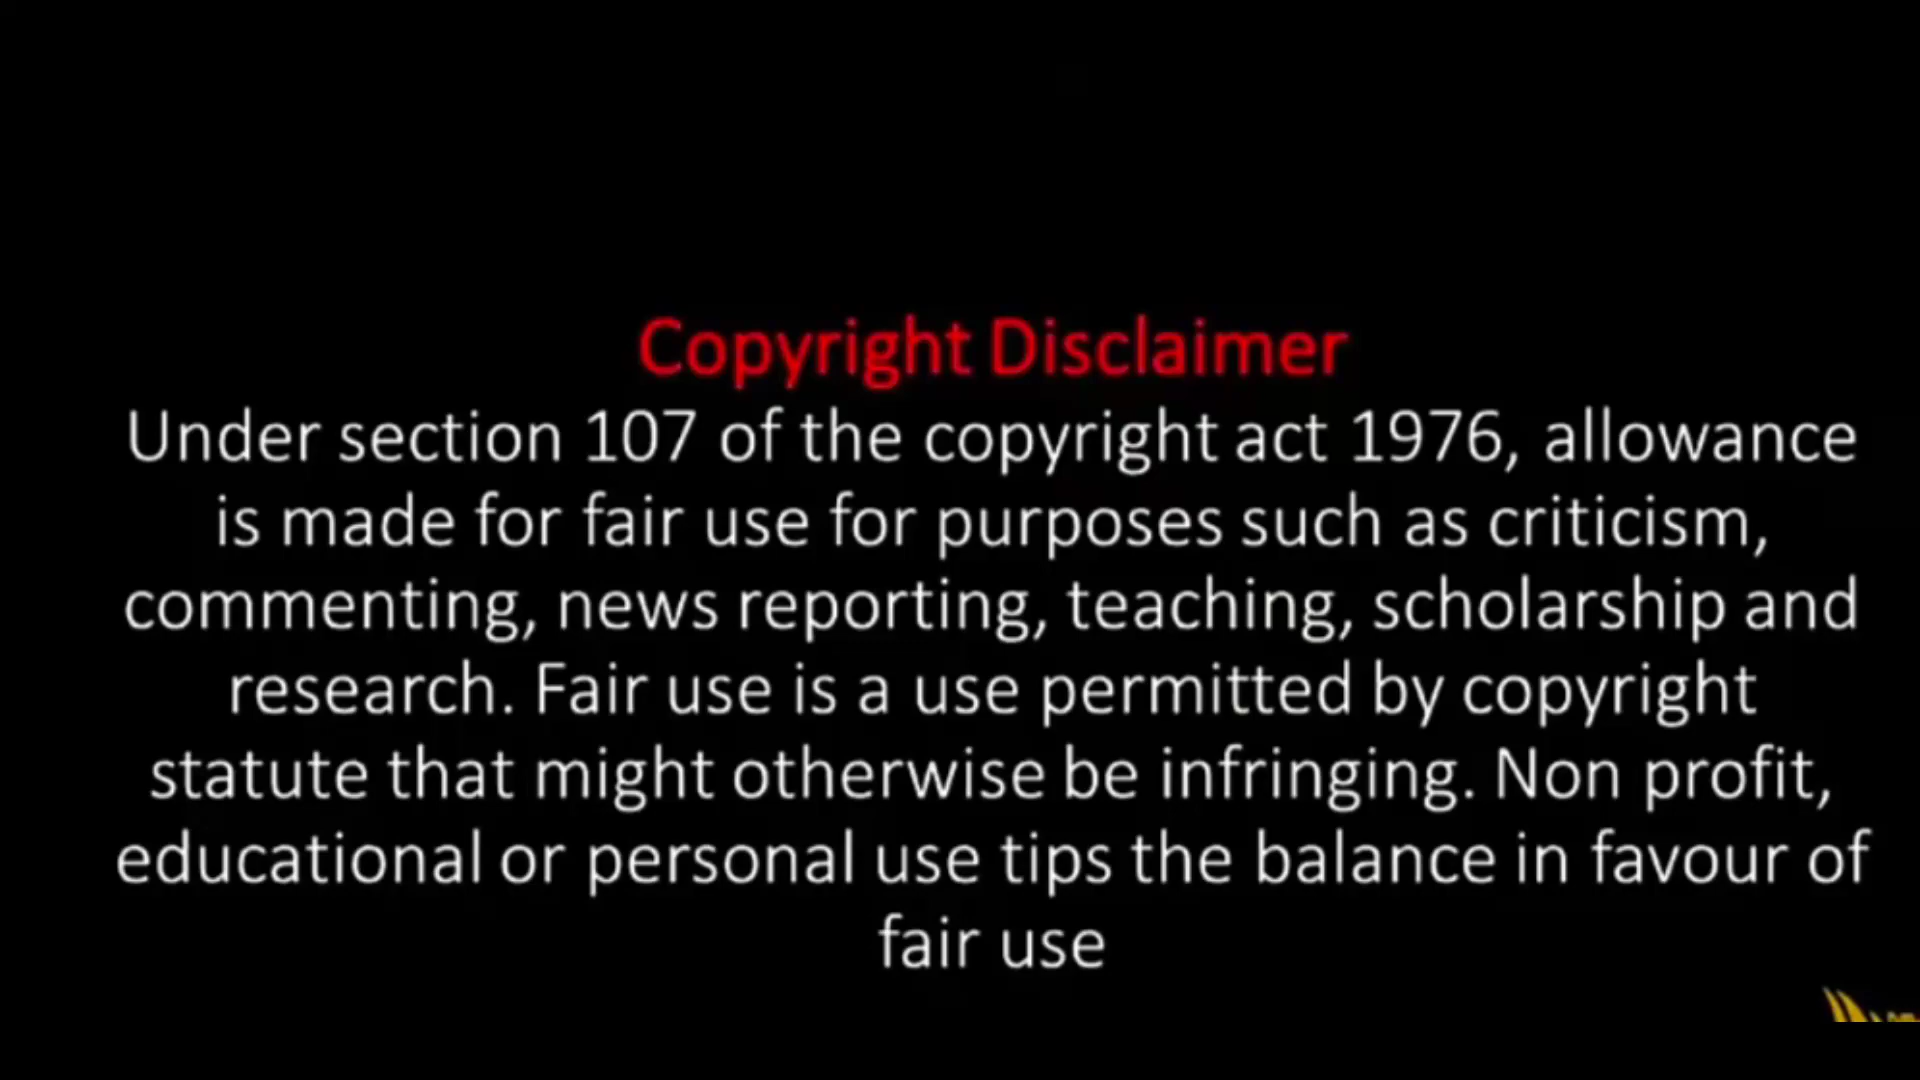 Copyright Disclaimer
Under section 107 of the copyright act 1976, allowance
is made for fair use for purposes such as criticism,
commenting, news reporting, teaching, scholarship and
research. Fair use is a use permitted by copyright
statute that might otherwise be infringing. Non profit,
educational or personal use tips the balance in favour of
fair use